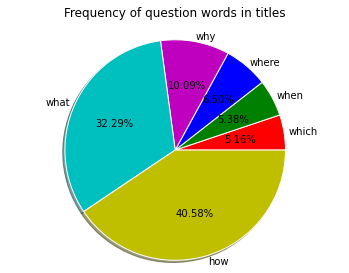 Frequency of question words in titles
why
where
when
which
what
how
10.09%
6.50%
5.38%
5.16%
32.29%
40.58%